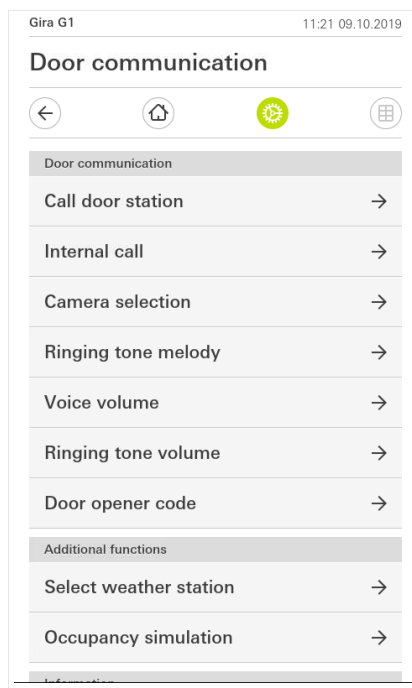 Gira G1
11:21 09.10.2019
Door communication
Door communication
Call door station
Internal call
Camera selection
Ringing tone melody
Voice volume
Ringing tone volume
Door opener code
Additional functions
Select weather station
Occupancy simulation
Information